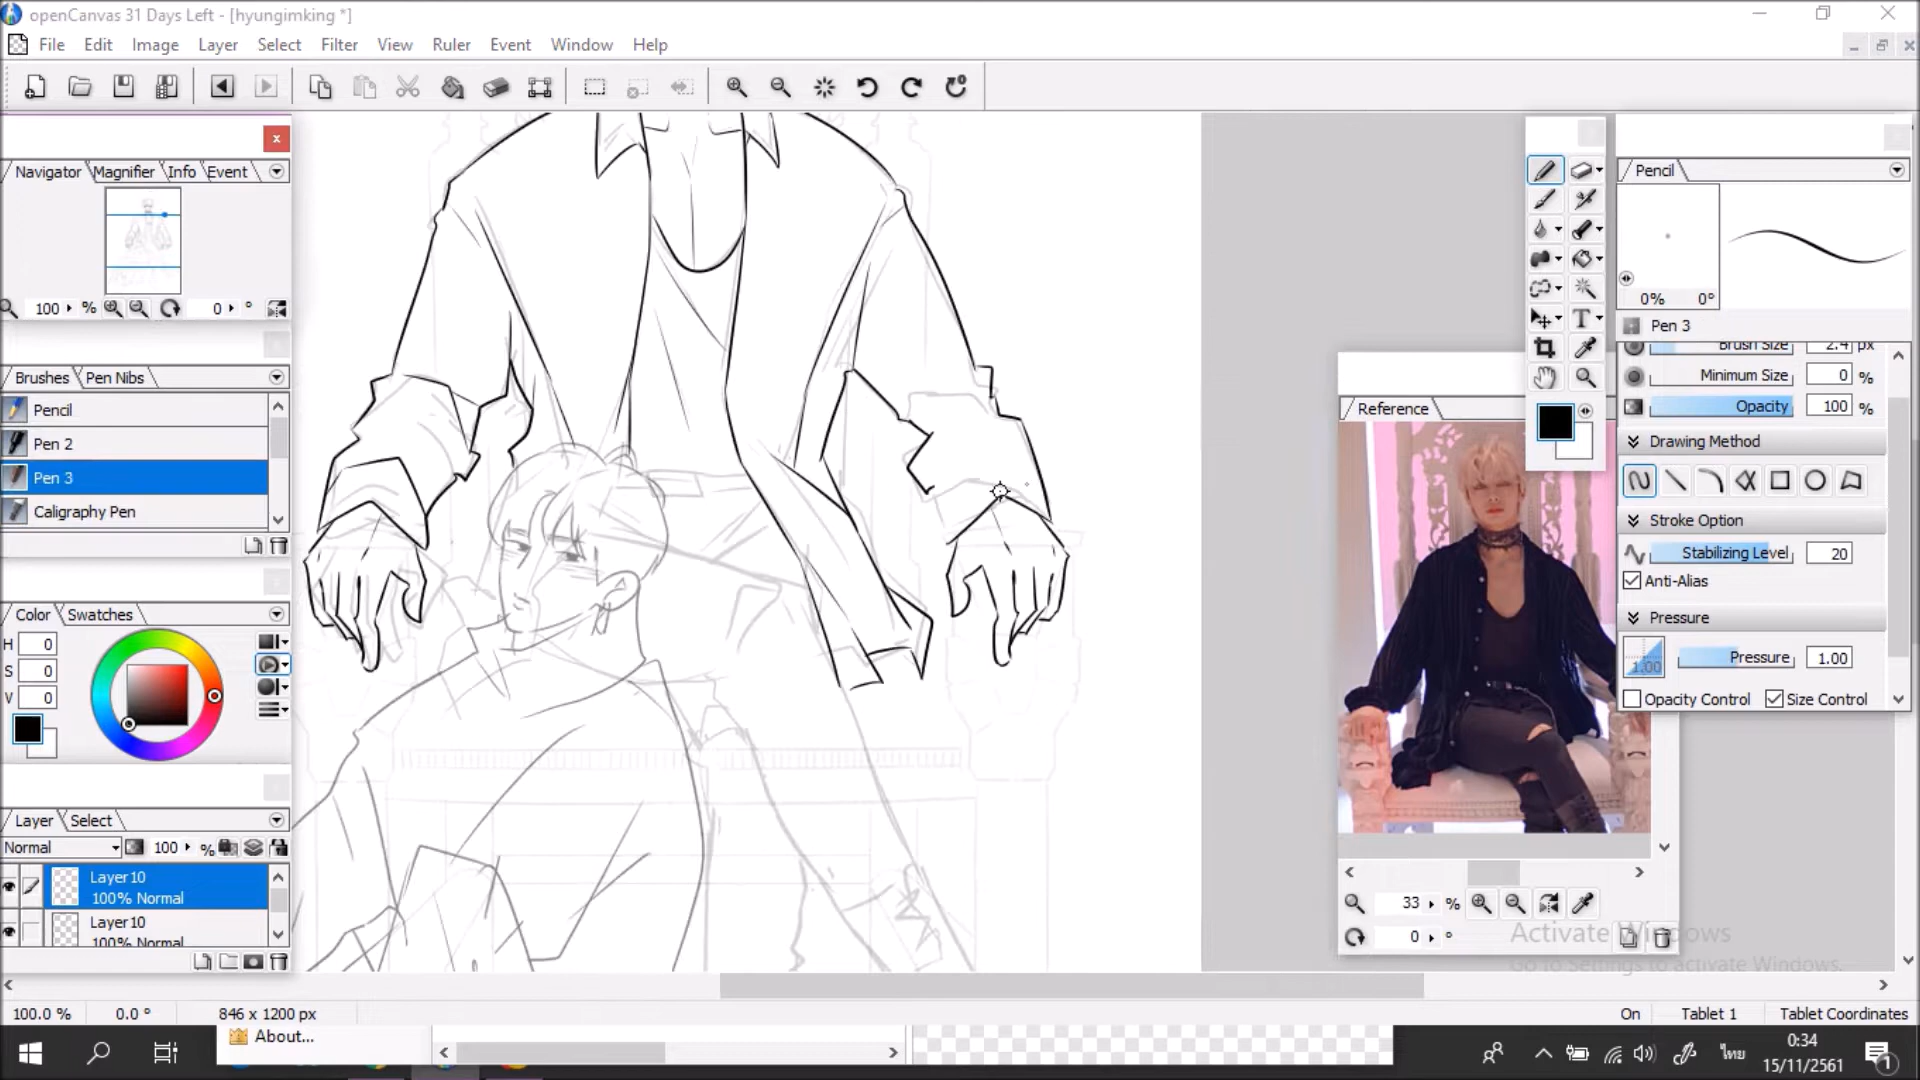 openCanvas 31 Days Left - [hyungimking *]
File Edit Image Layer Select Filter View Ruler Event Window Help
Navigator Magnifier Info Event
100 % 0 °
Brushes Pen Nibs
Pencil
Pen 2
Pen 3
Caligraphy Pen
Color Swatches
H 0
S 0
V 0
Layer Select
Normal 100 %
Layer10
100% Normal
Layer10
100% Normal
Pencil
0% 0°
Pen 3
Brush Size 2.4 px
Minimum Size 0 %
Opacity 100 %
Drawing Method
Stroke Option
Stabilizing Level 20
Anti-Alias
Pressure
1.00 Pressure 1.00
Opacity Control Size Control
Reference
33 %
0 °
Activate Windows
Go to Settings to activate Windows.
100.0 % 0.0 ° 846 x 1200 px
On Tablet 1 Tablet Coordinates
About...
ไทย
0:34
15/11/2561
1